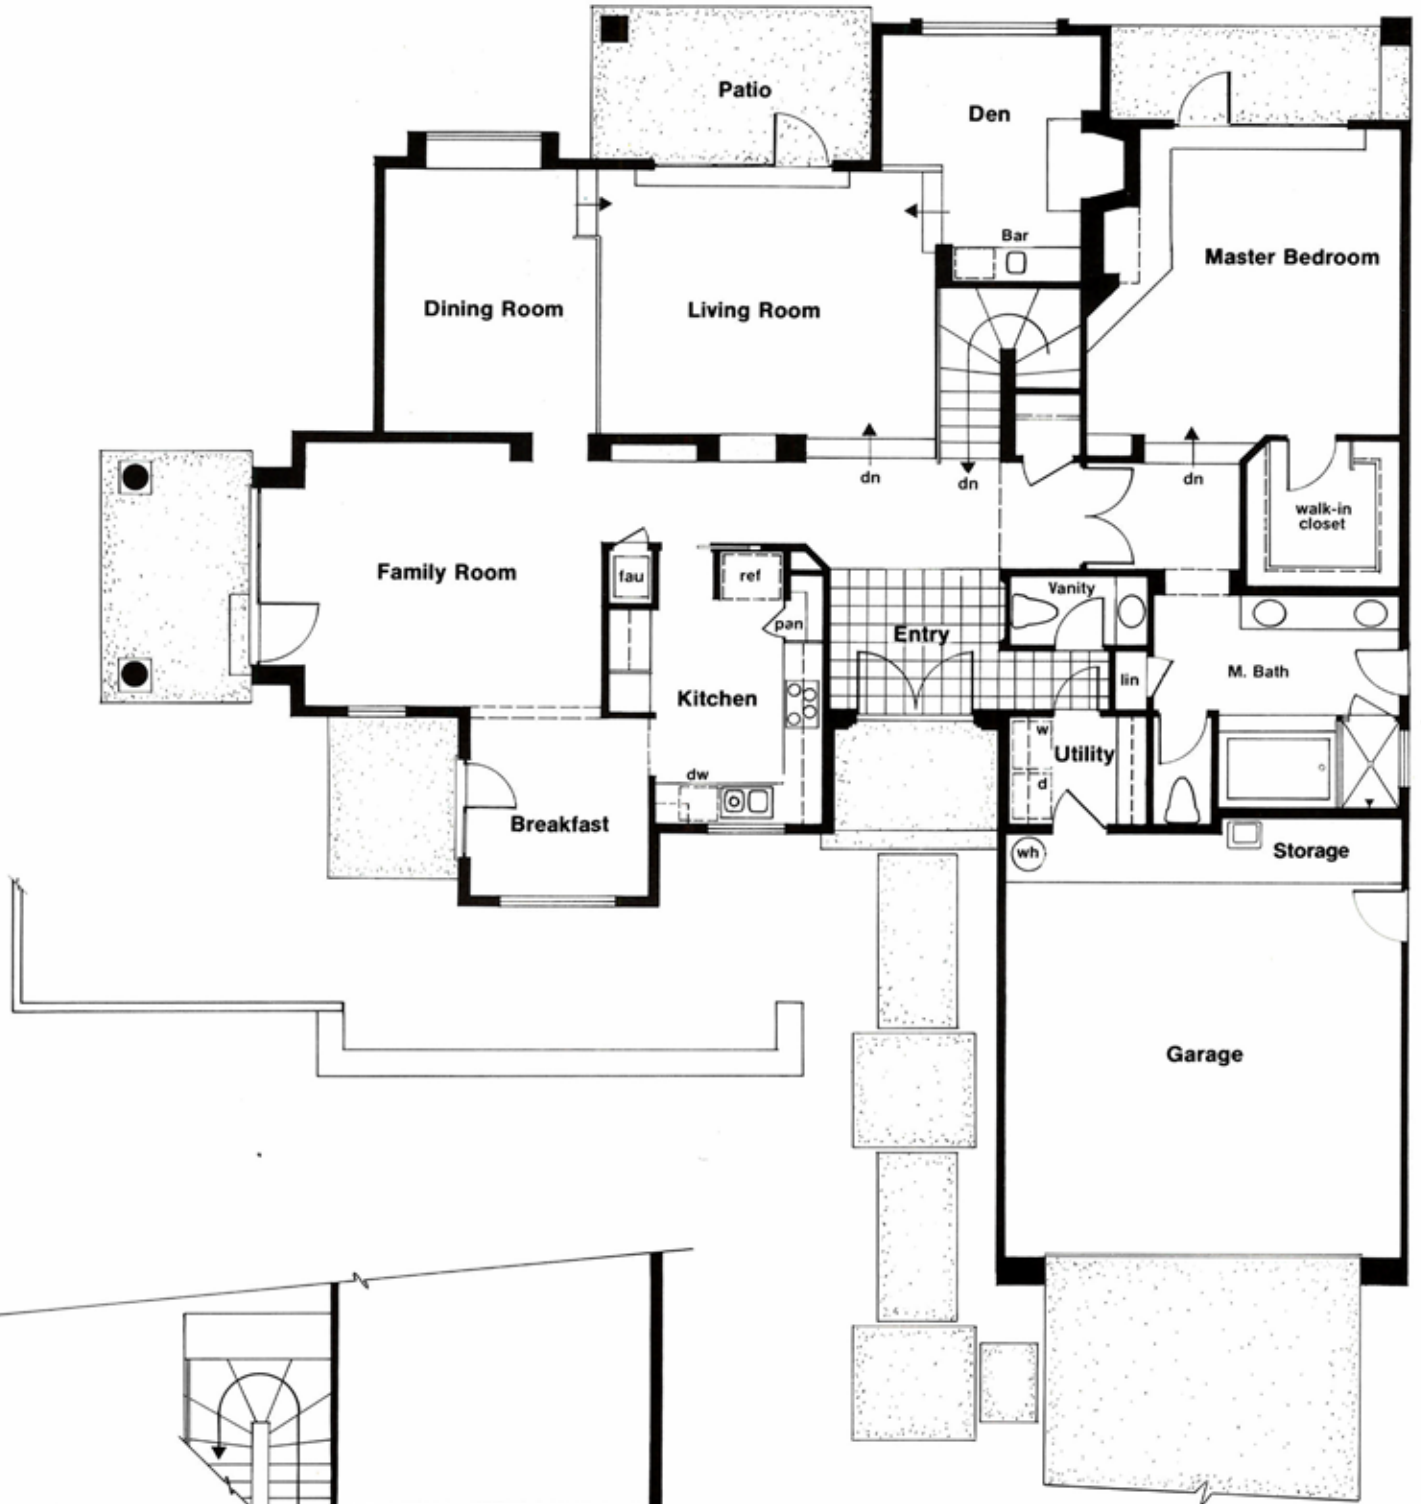 Patio
Den
Bar
Master Bedroom
Dining Room
Living Room
dn
dn
dn
walk-in
closet
Family Room
fau
ref
Vanity
pan
Entry
lin
M. Bath
Kitchen
w
Utility
d
dw
Breakfast
wh
Storage
Garage